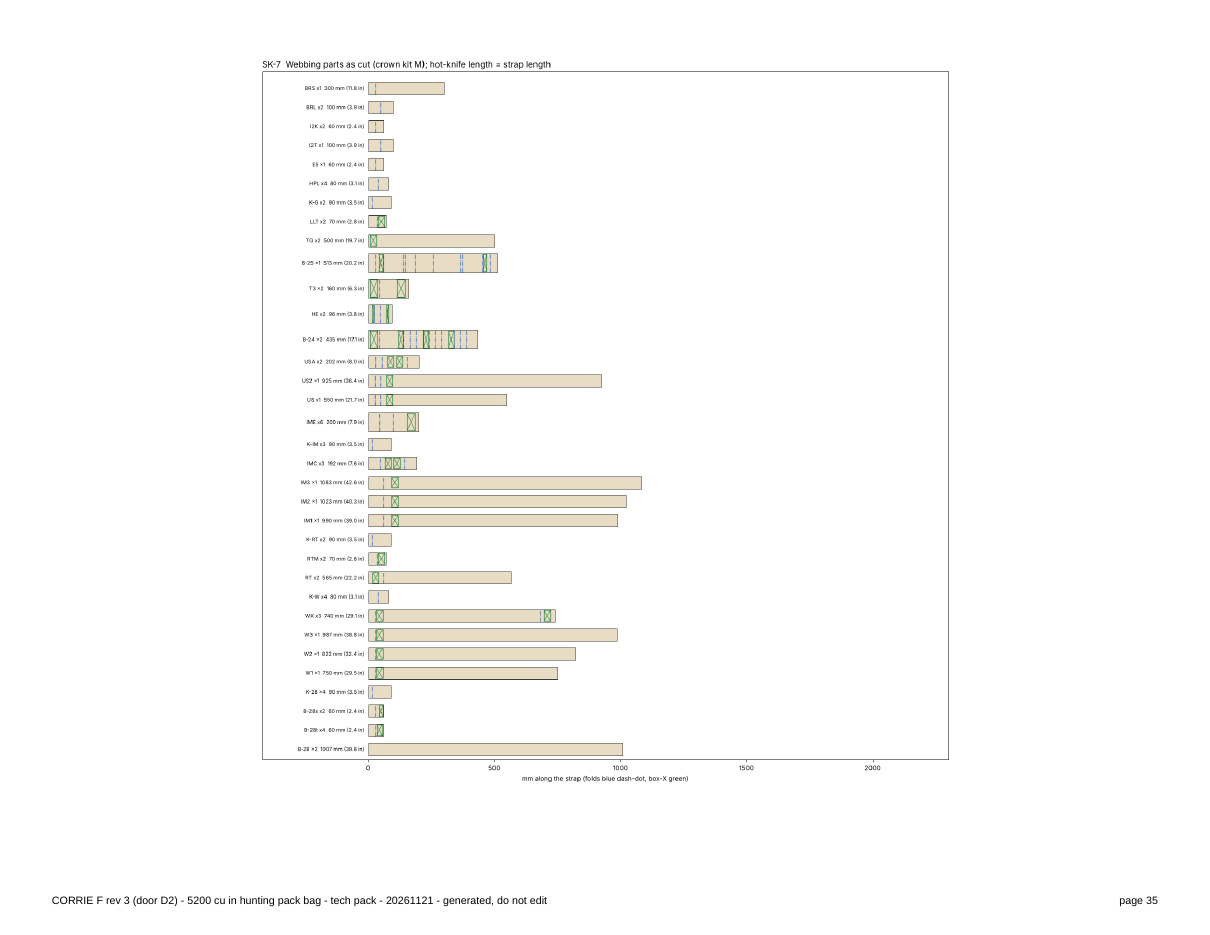 SK-7 Webbing parts as cut (crown kit M); hot-knife length = strap length
BRS x1 300 mm (11.8 in)
BRL x2 100 mm (3.9 in)
I2K x2 60 mm (2.4 in)
I2T x1 100 mm (3.9 in)
E5 ×1 60 mm (2.4 in)
HPL x4 80 mm (3.1 in)
K-G x2 90 mm (3.5 in)
LLT x2 70 mm (2.8 in)
TG x2 500 mm (19.7 in)
B-25 ×1 513 mm (20.2 in)
T3 ×2 160 mm (6.3 in)
HE x2 96 mm (3.8 in)
B-24 ×2 435 mm (17.1 in)
USA x2 202 mm (8.0 in)
US2 ×1 925 mm (36.4 in)
US x1 550 mm (21.7 in)
IME x6 200 mm (7.9 in)
K-IM x3 90 mm (3.5 in)
IMC x3 192 mm (7.6 in)
IM3 ×1 1083 mm (42.6 in)
IM2 ×1 1023 mm (40.3 in)
IM1 ×1 990 mm (39.0 in)
K-RT x2 90 mm (3.5 in)
RTM x2 70 mm (2.8 in)
RT x2 565 mm (22.2 in)
K-W x4 80 mm (3.1 in)
WX x3 740 mm (29.1 in)
W3 ×1 987 mm (38.8 in)
W2 ×1 822 mm (32.4 in)
W1 ×1 750 mm (29.5 in)
K-28 ×4 90 mm (3.5 in)
B-28s x2 60 mm (2.4 in)
B-28t x4 60 mm (2.4 in)
B-28 ×2 1007 mm (39.6 in)
0 500 1000 1500 2000
mm along the strap (folds blue dash-dot, box-X green)
CORRIE F rev 3 (door D2) - 5200 cu in hunting pack bag - tech pack - 20261121 - generated, do not edit
page 35